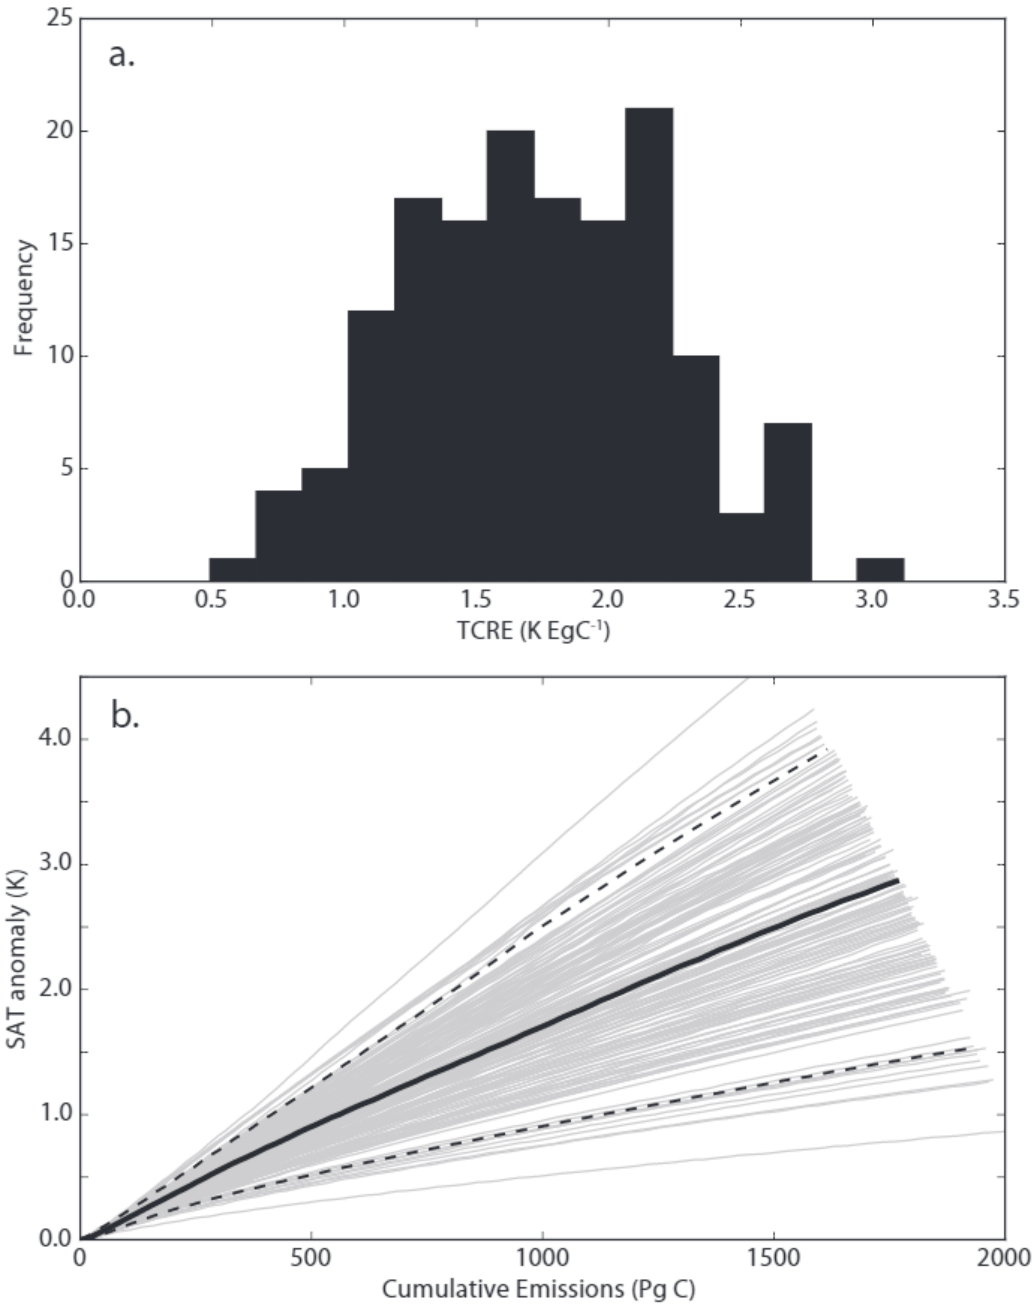 a.
25
20
15
10
5
0
Frequency
0.0 0.5 1.0 1.5 2.0 2.5 3.0 3.5
TCRE (K EgC⁻¹)
b.
4.0
3.0
2.0
1.0
0.0
SAT anomaly (K)
0 500 1000 1500 2000
Cumulative Emissions (Pg C)